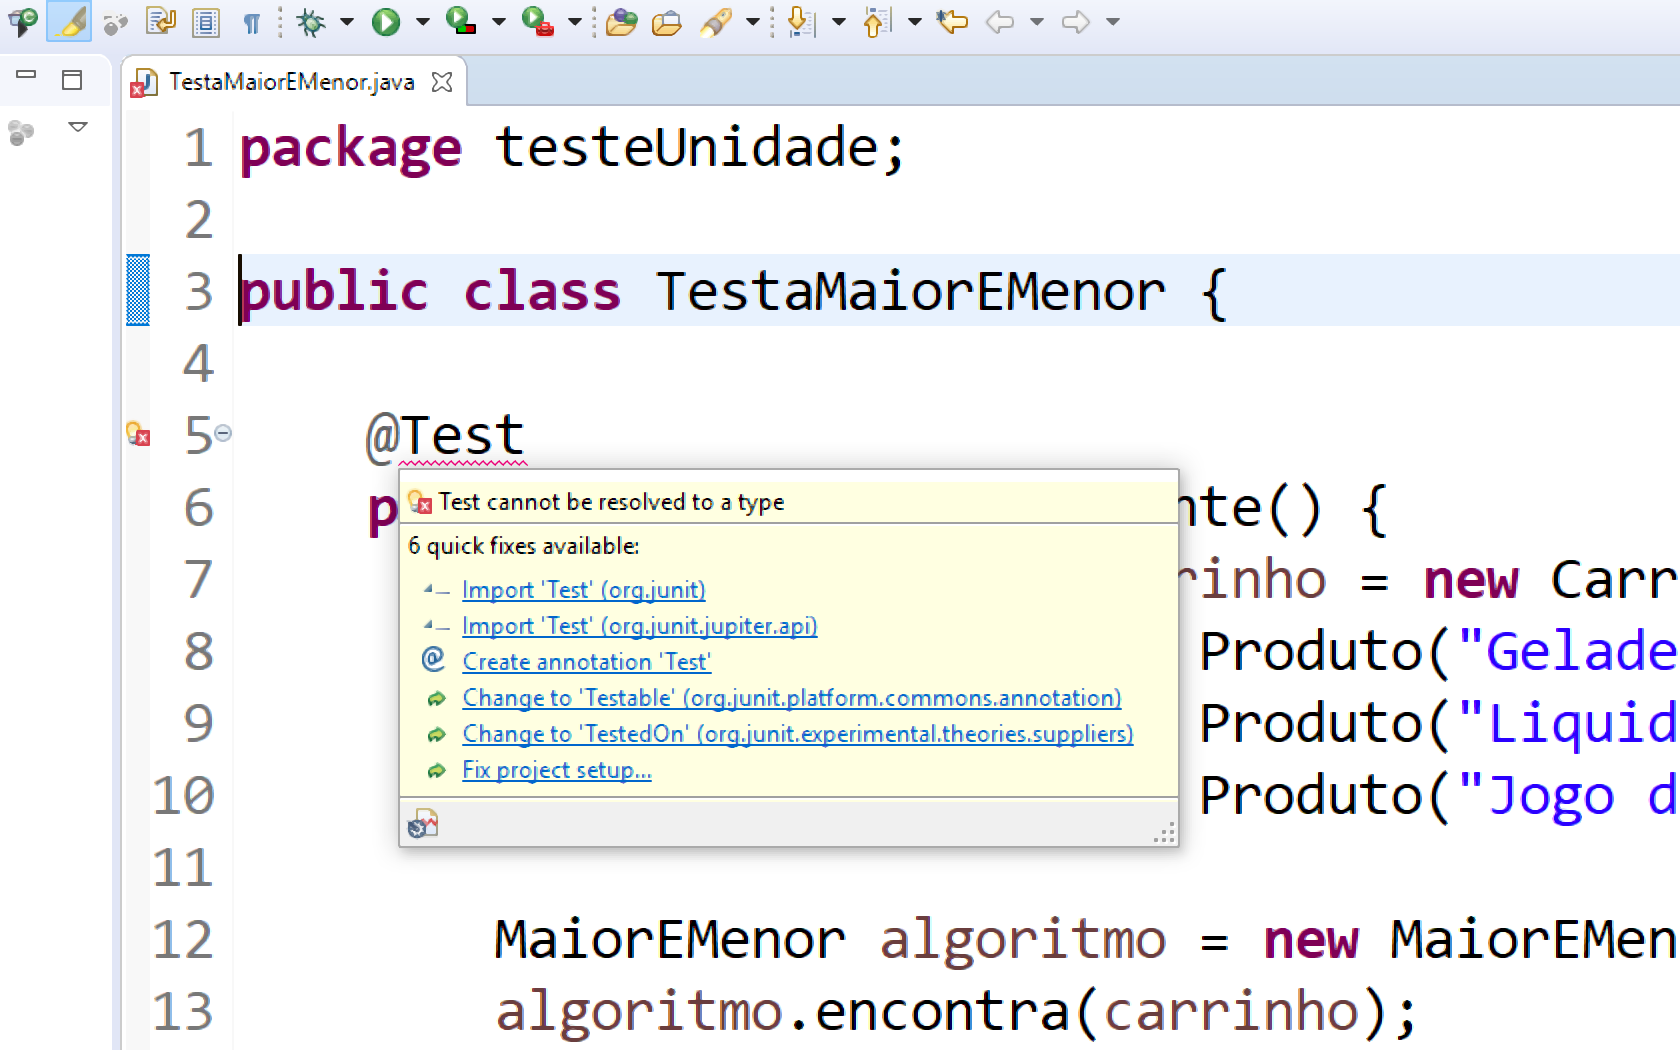 TestaMaiorEMenor.java
1 package testeUnidade;
2
3 public class TestaMaiorEMenor {
4
5 @Test
6 nte() {
Test cannot be resolved to a type
6 quick fixes available:
Import 'Test' (org.junit)
Import 'Test' (org.junit.jupiter.api)
Create annotation 'Test'
Change to 'Testable' (org.junit.platform.commons.annotation)
Change to 'TestedOn' (org.junit.experimental.theories.suppliers)
Fix project setup...
7 rinho = new Carr
8 Produto("Gelade
9 Produto("Liquid
10 Produto("Jogo d
11
12 MaiorEMenor algoritmo = new MaiorEMen
13 algoritmo.encontra(carrinho);